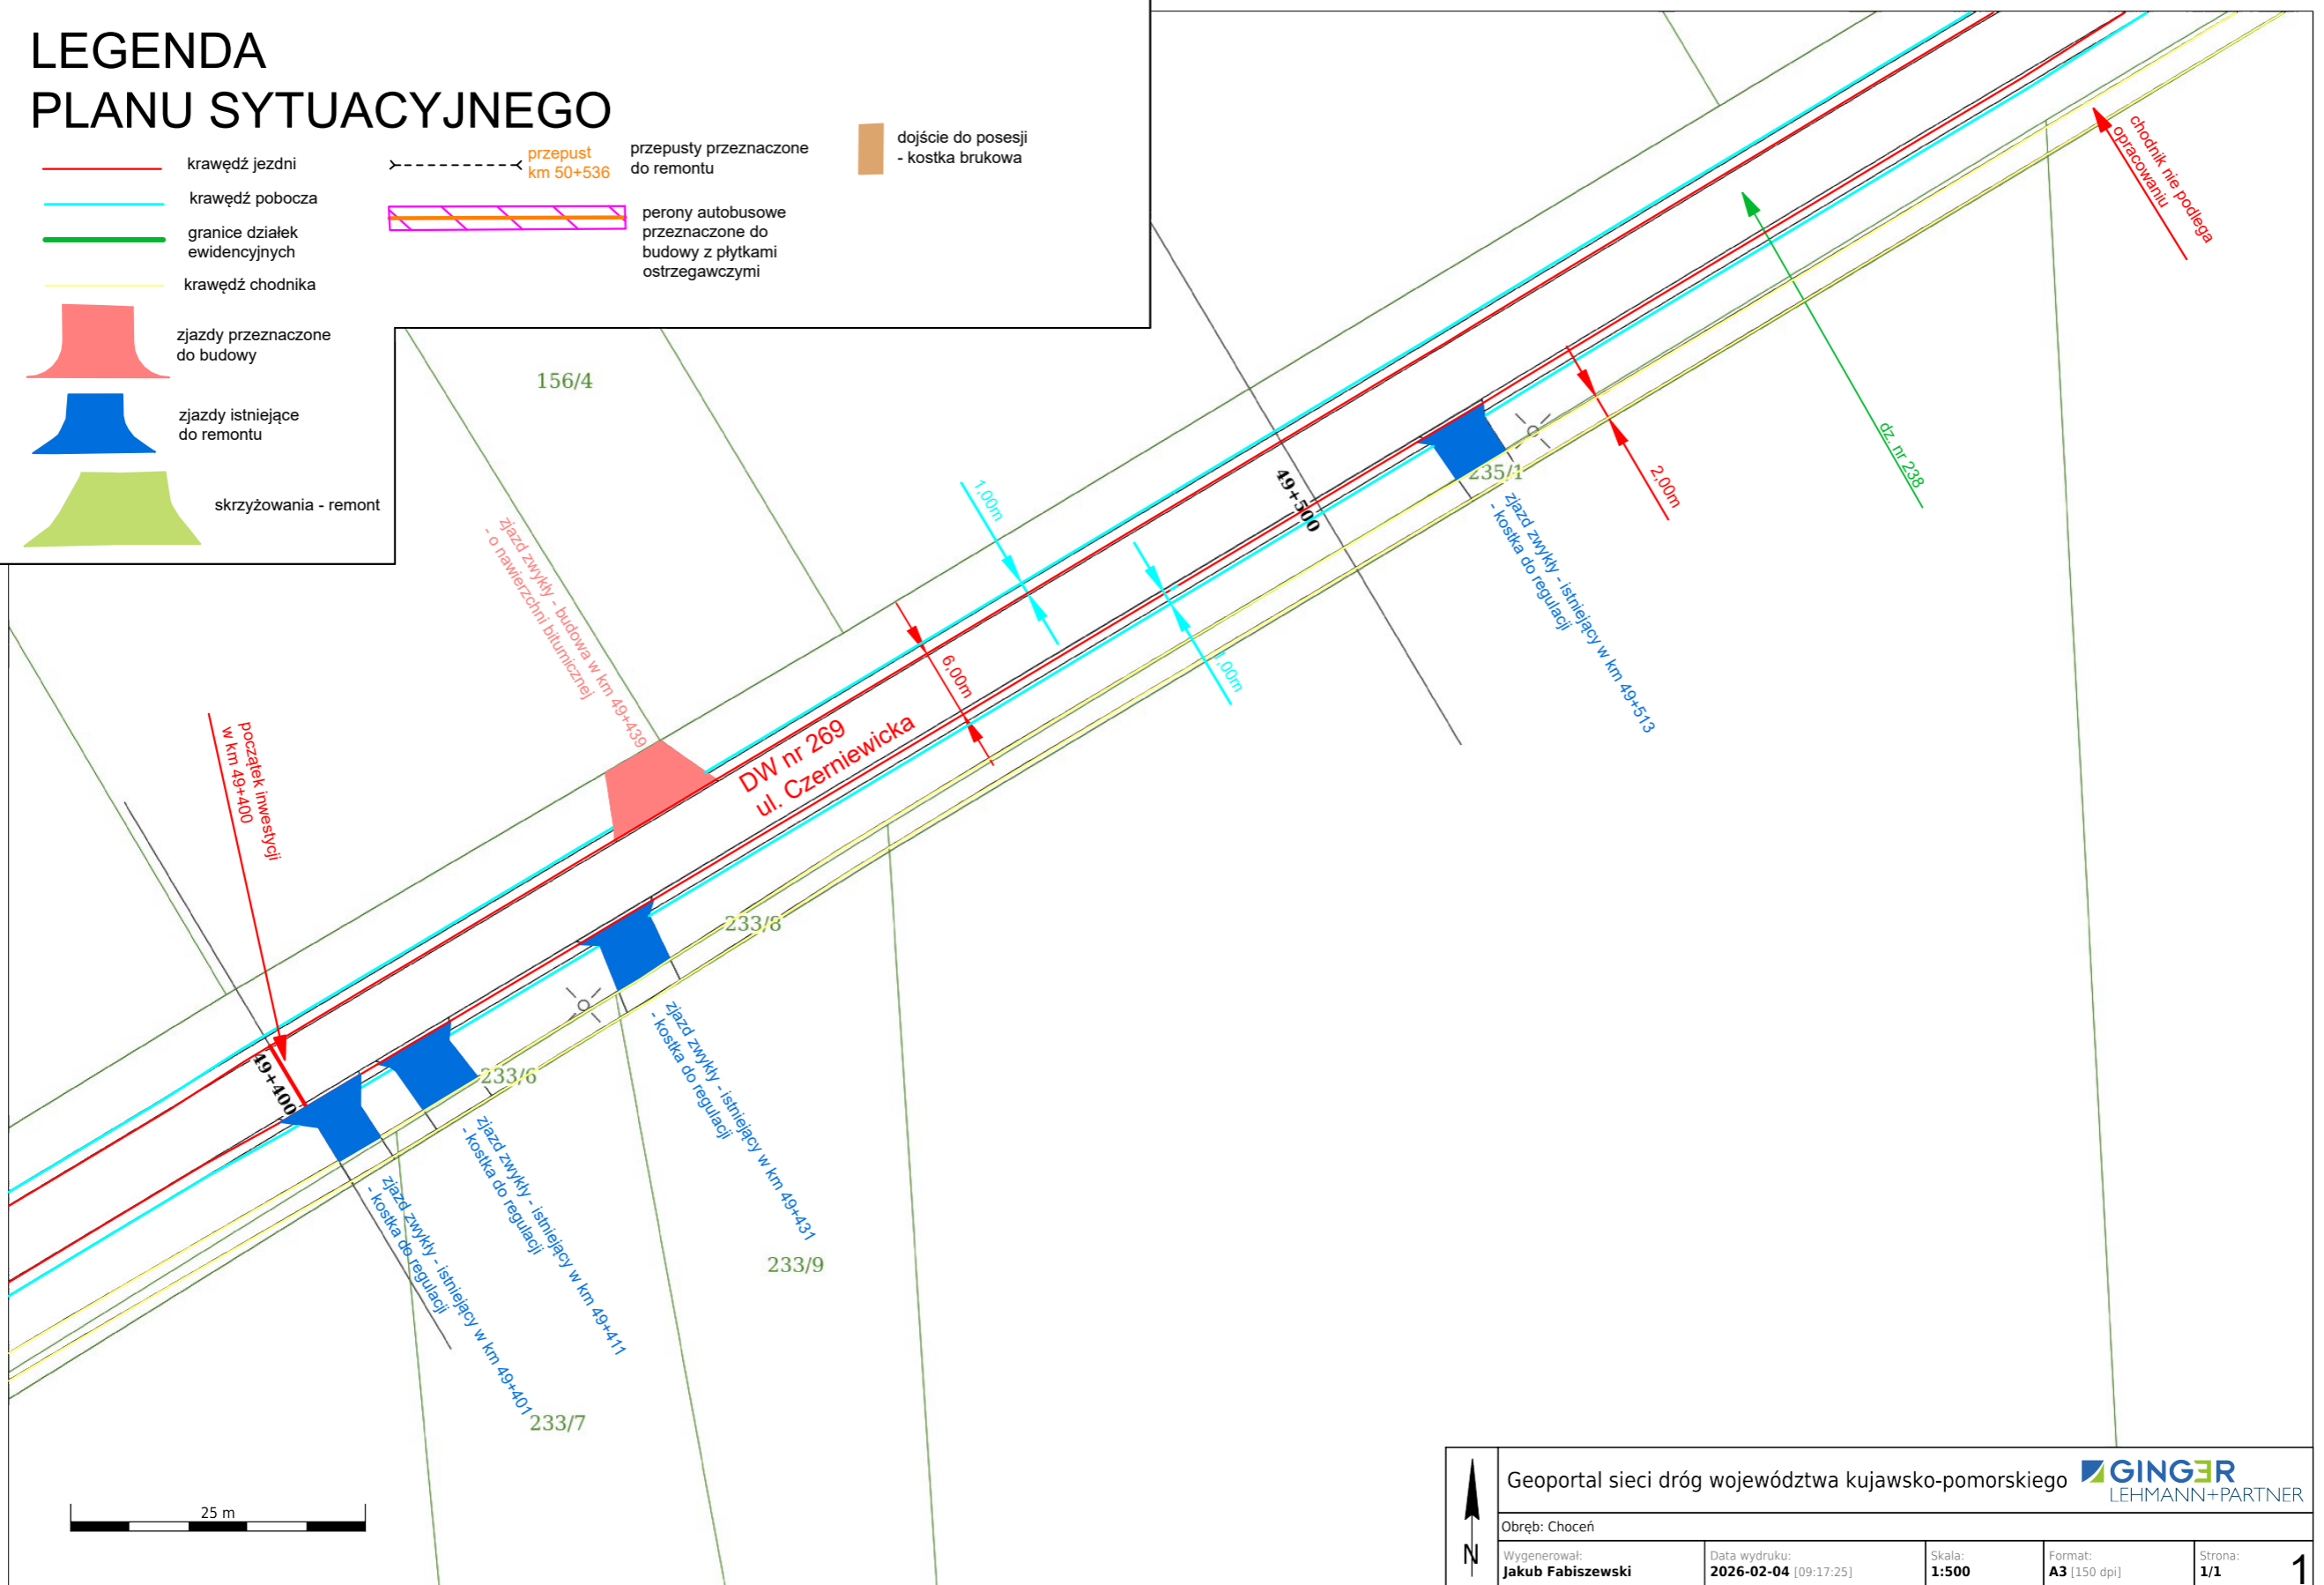 LEGENDA
PLANU SYTUACYJNEGO
krawędź jezdni
krawędź pobocza
granice działek
ewidencyjnych
krawędź chodnika
zjazdy przeznaczone
do budowy
zjazdy istniejące
do remontu
skrzyżowania - remont
przepust
km 50+536
przepusty przeznaczone
do remontu
perony autobusowe
przeznaczone do
budowy z płytkami
ostrzegawczymi
dojście do posesji
- kostka brukowa
chodnik nie podlega
opracowaniu
156/4
dz. nr 238
235/1
2,00m
49+500
1,00m
1,00m
zjazd zwykły - istniejący w km 49+513
- kostka do regulacji
zjazd zwykły - budowa w km 49+439
- o nawierzchni bitumicznej
6,00m
DW nr 269
ul. Czerniewicka
początek inwestycji
w km 49+400
49+400
233/8
233/6
zjazd zwykły - istniejący w km 49+431
- kostka do regulacji
zjazd zwykły - istniejący w km 49+411
- kostka do regulacji
zjazd zwykły - istniejący w km 49+401
- kostka do regulacji
233/9
233/7
25 m
N
Geoportal sieci dróg województwa kujawsko-pomorskiego
GINGER
LEHMANN+PARTNER
Obręb: Choceń
Wygenerował:
Jakub Fabiszewski
Data wydruku:
2026-02-04 [09:17:25]
Skala:
1:500
Format:
A3 [150 dpi]
Strona:
1/1
1